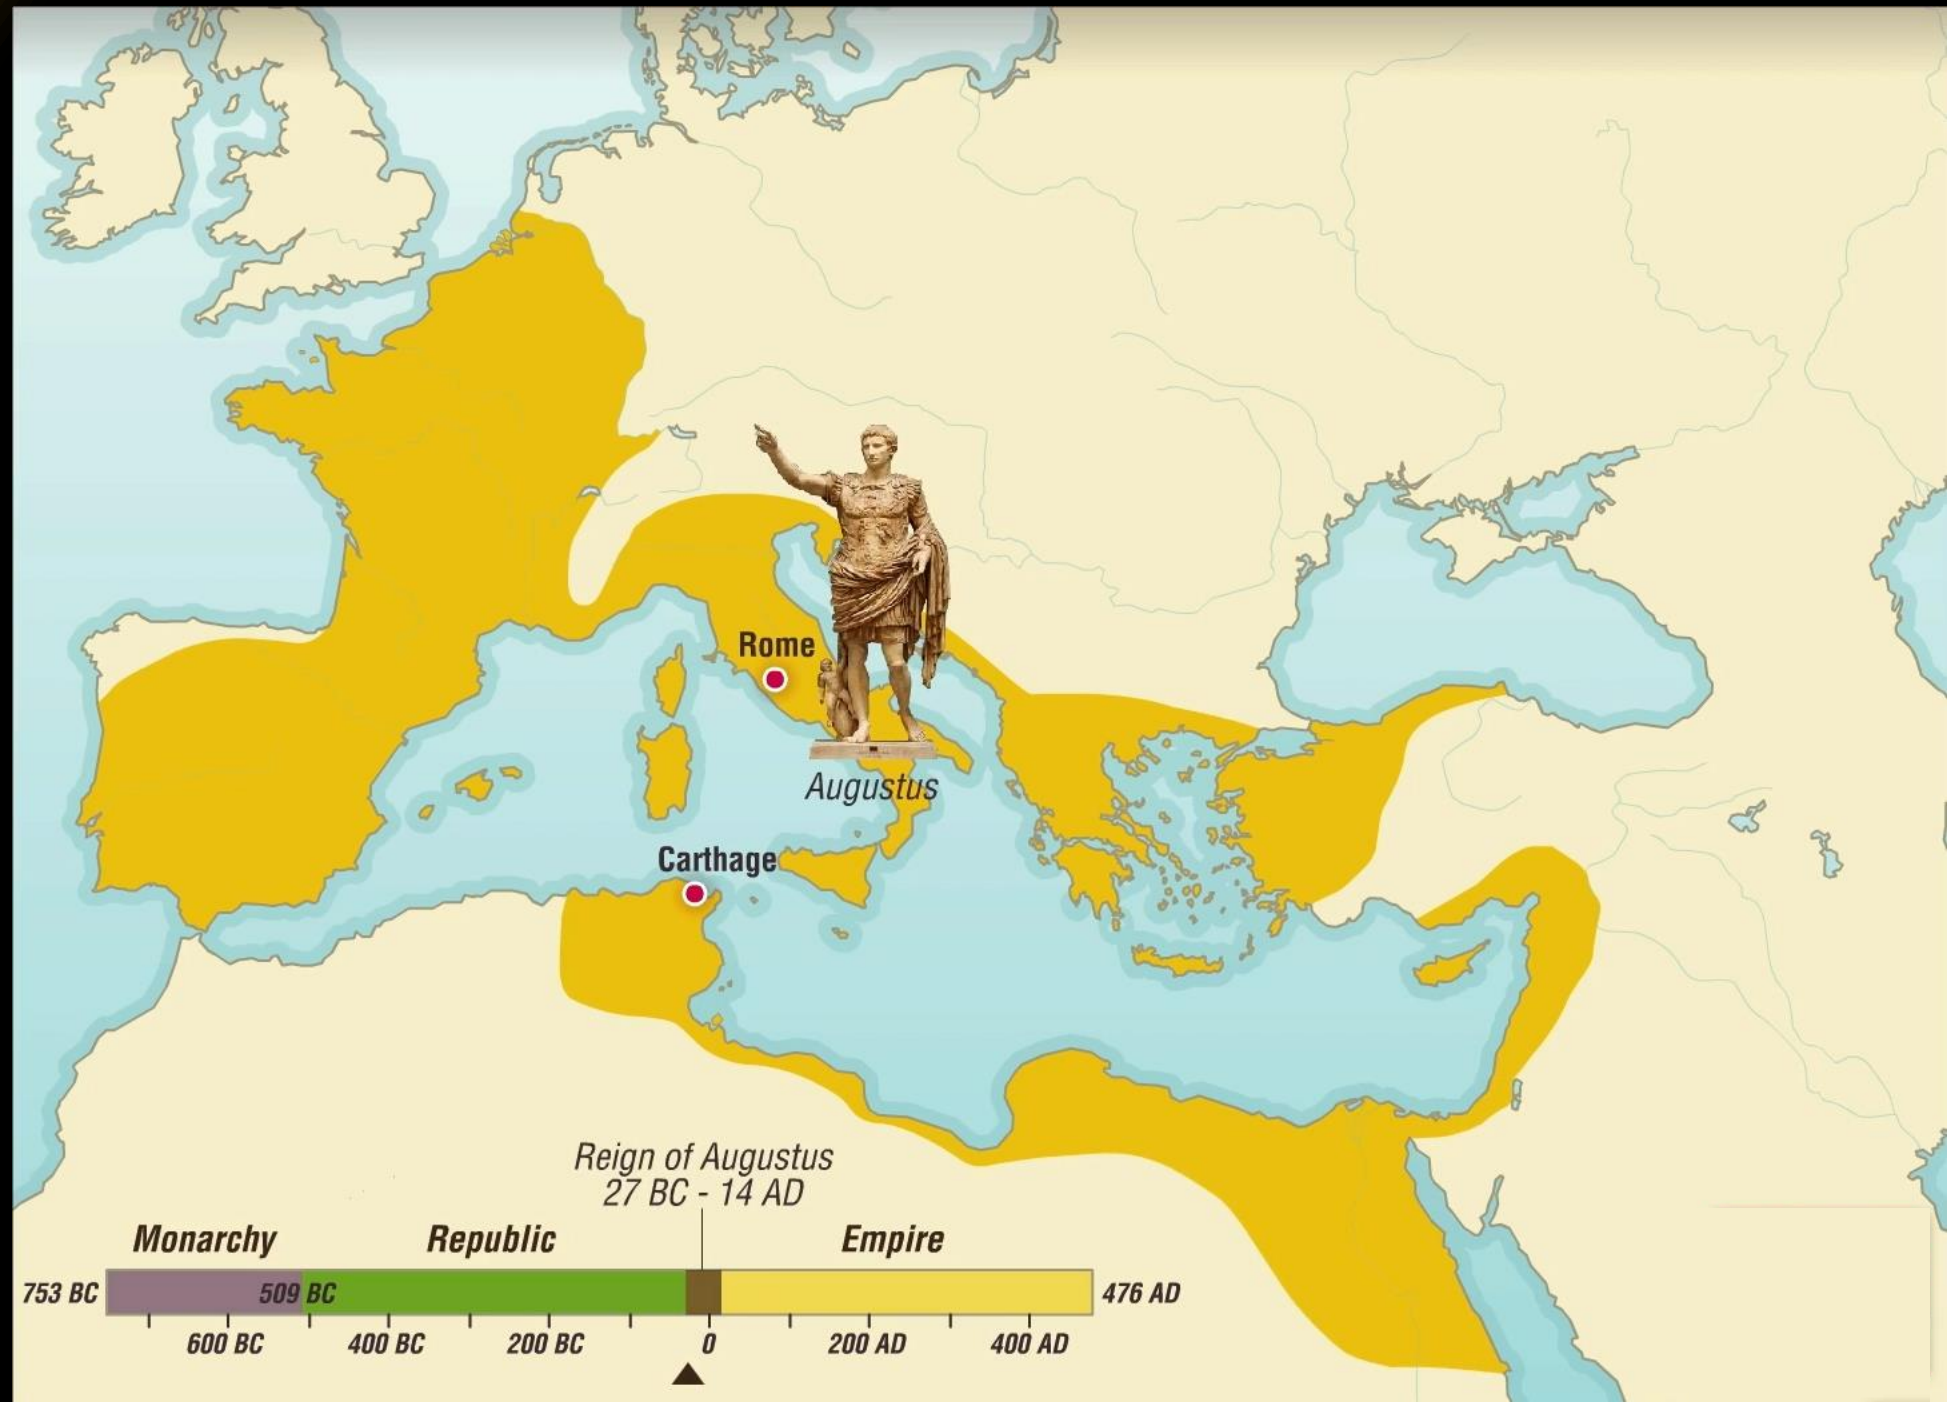 Rome
Augustus
Carthage
Reign of Augustus
27 BC - 14 AD
Monarchy Republic Empire
753 BC 509 BC 476 AD
600 BC 400 BC 200 BC 0 200 AD 400 AD